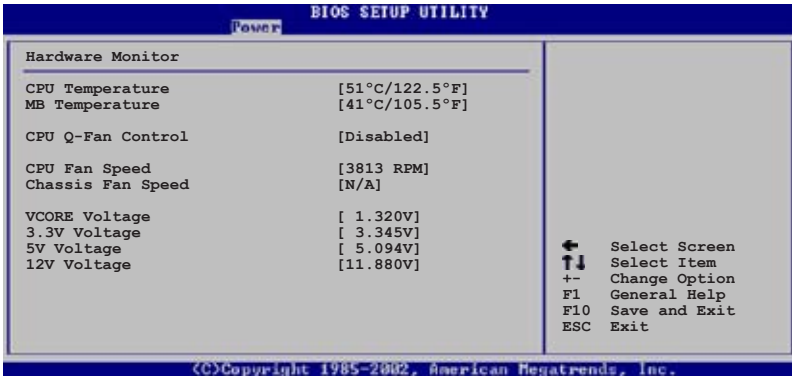 BIOS SETUP UTILITY
Power
Hardware Monitor
CPU Temperature [51°C/122.5°F]
MB Temperature [41°C/105.5°F]
CPU Q-Fan Control [Disabled]
CPU Fan Speed [3813 RPM]
Chassis Fan Speed [N/A]
VCORE Voltage [ 1.320V]
3.3V Voltage [ 3.345V]
5V Voltage [ 5.094V]
12V Voltage [11.880V]
← Select Screen
↑↓ Select Item
+- Change Option
F1 General Help
F10 Save and Exit
ESC Exit
(C)Copyright 1985-2002, American Megatrends, Inc.